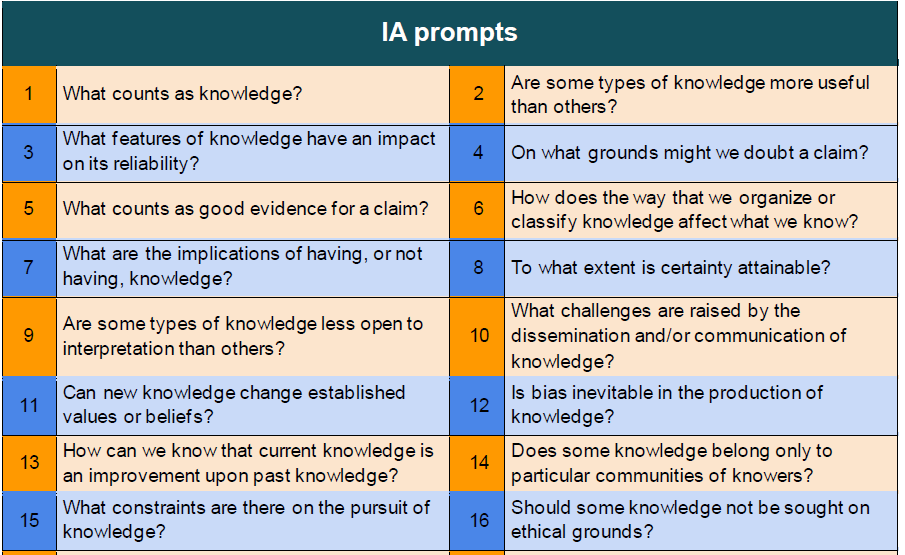 IA prompts
1
What counts as knowledge?
2
Are some types of knowledge more useful
than others?
3
What features of knowledge have an impact
on its reliability?
4
On what grounds might we doubt a claim?
5
What counts as good evidence for a claim?
6
How does the way that we organize or
classify knowledge affect what we know?
7
What are the implications of having, or not
having, knowledge?
8
To what extent is certainty attainable?
9
Are some types of knowledge less open to
interpretation than others?
10
What challenges are raised by the
dissemination and/or communication of
knowledge?
11
Can new knowledge change established
values or beliefs?
12
Is bias inevitable in the production of
knowledge?
13
How can we know that current knowledge is
an improvement upon past knowledge?
14
Does some knowledge belong only to
particular communities of knowers?
15
What constraints are there on the pursuit of
knowledge?
16
Should some knowledge not be sought on
ethical grounds?